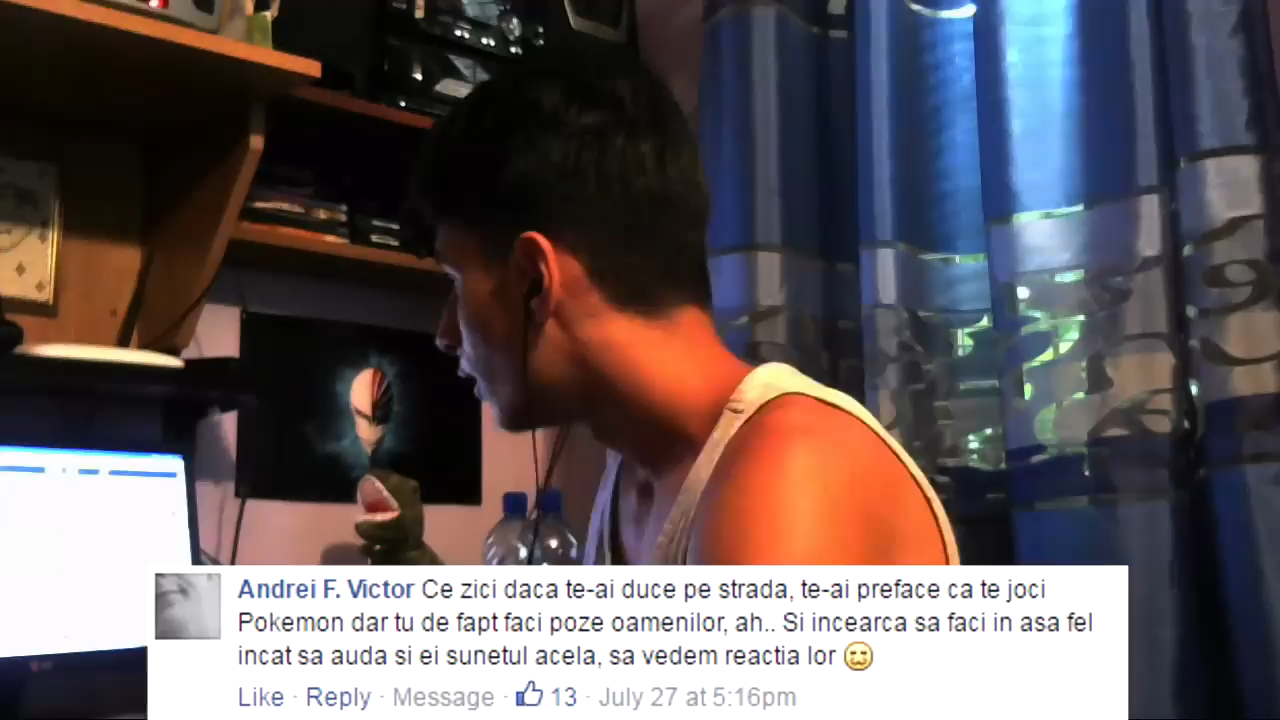 Andrei F. Victor Ce zici daca te-ai duce pe strada, te-ai preface ca te joci
Pokemon dar tu de fapt faci poze oamenilor, ah.. Si incearca sa faci in asa fel
incat sa auda si ei sunetul acela, sa vedem reactia lor
Like · Reply · Message · 13 · July 27 at 5:16pm